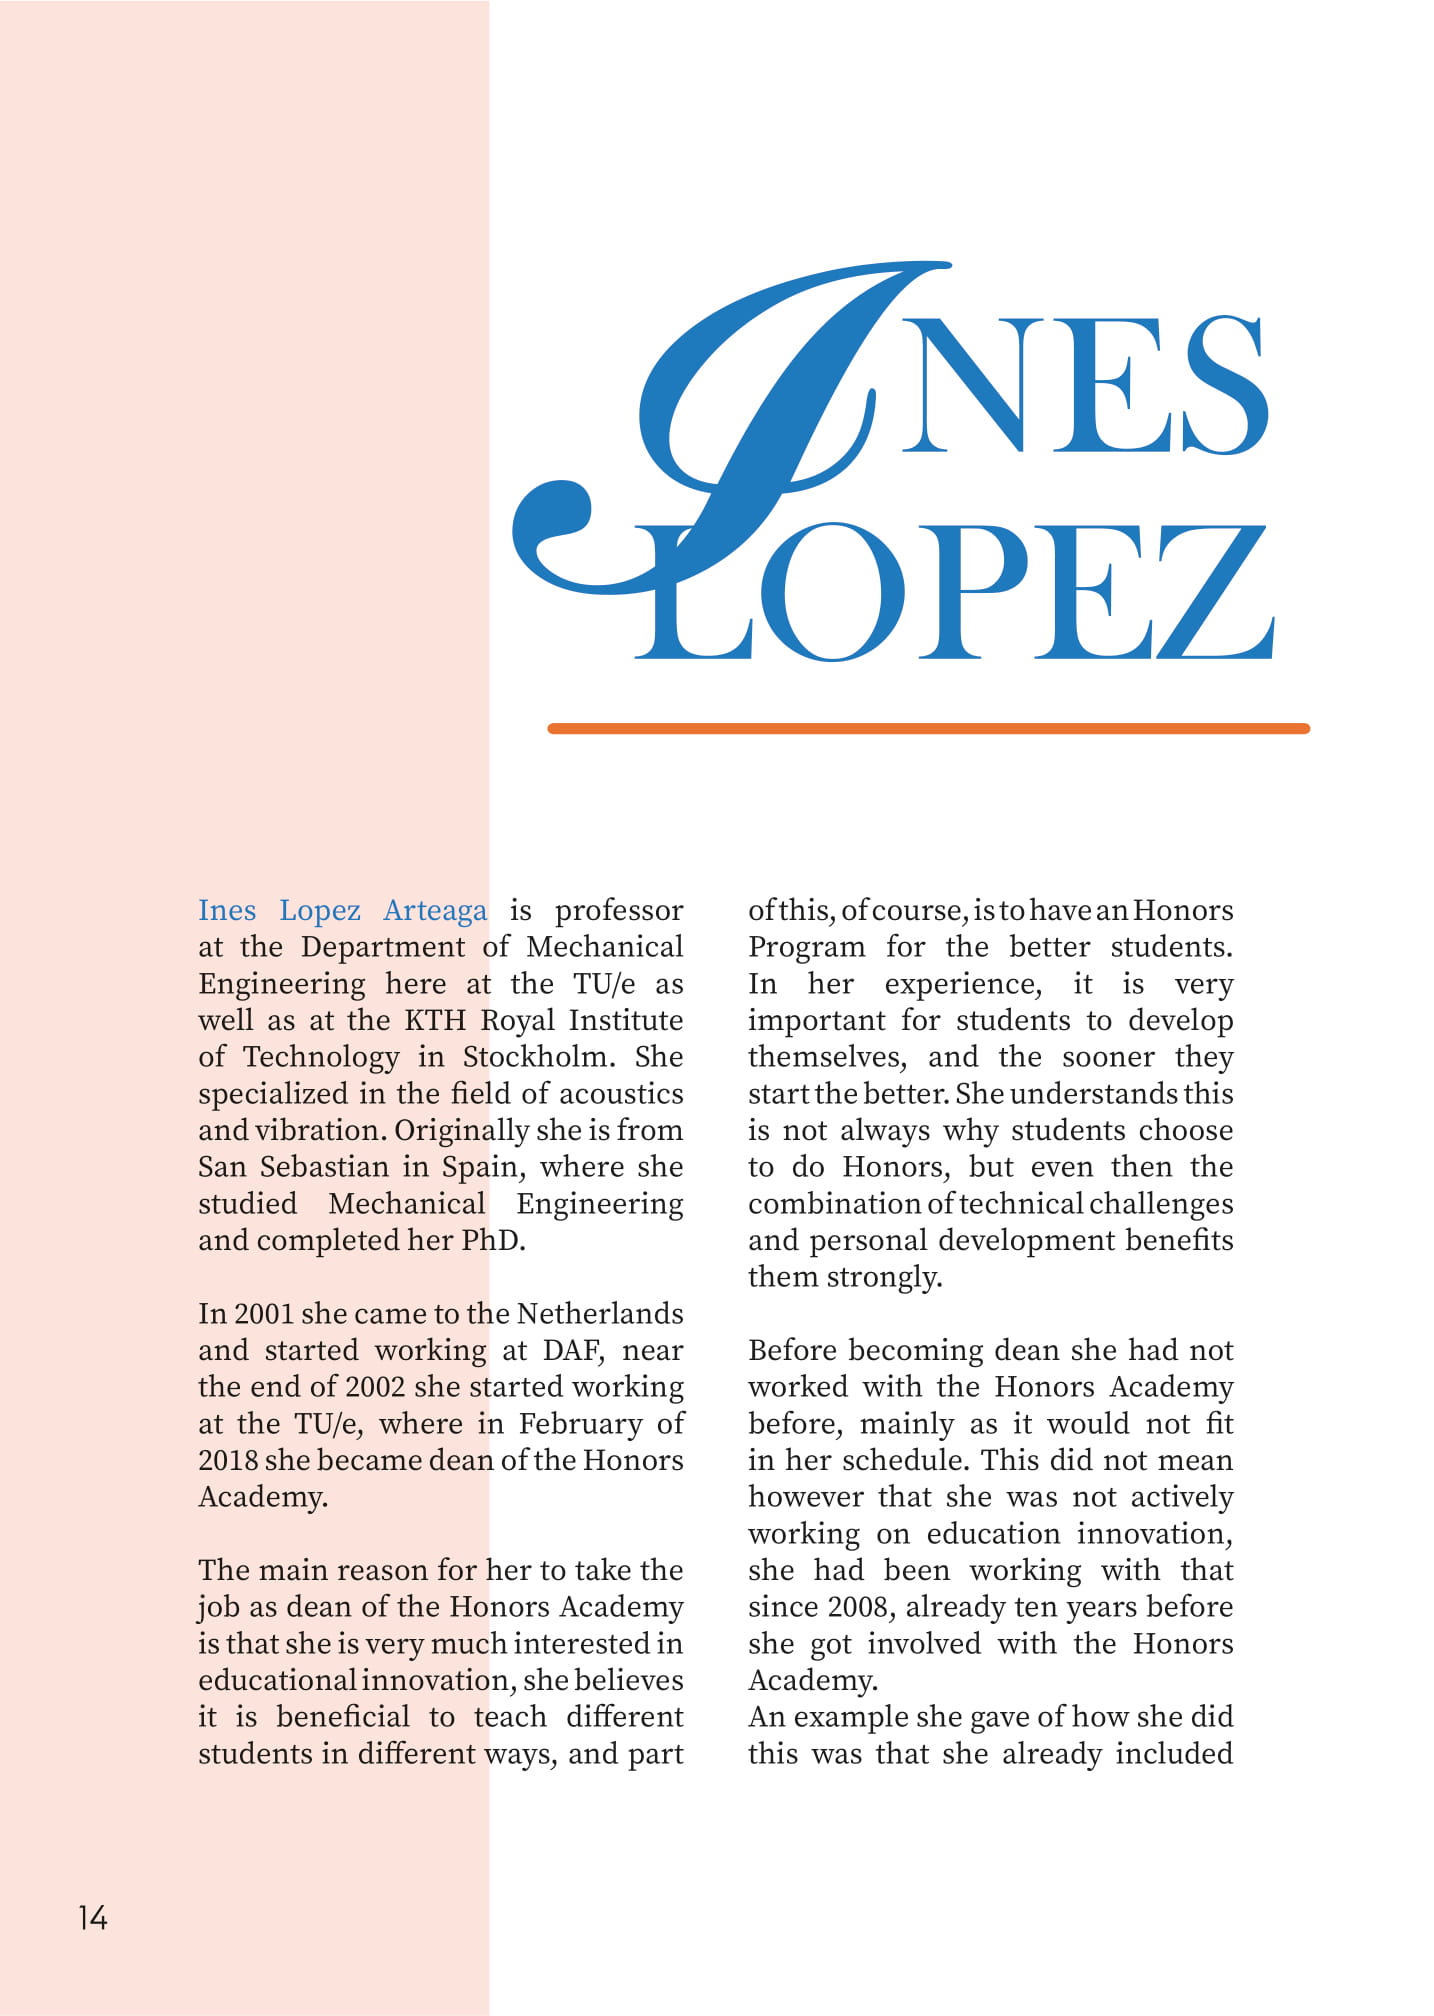 INES
LOPEZ
Ines Lopez Arteaga is professor
at the Department of Mechanical
Engineering here at the TU/e as
well as at the KTH Royal Institute
of Technology in Stockholm. She
specialized in the field of acoustics
and vibration. Originally she is from
San Sebastian in Spain, where she
studied Mechanical Engineering
and completed her PhD.
In 2001 she came to the Netherlands
and started working at DAF, near
the end of 2002 she started working
at the TU/e, where in February of
2018 she became dean of the Honors
Academy.
The main reason for her to take the
job as dean of the Honors Academy
is that she is very much interested in
educational innovation, she believes
it is beneficial to teach different
students in different ways, and part
of this, of course, is to have an Honors
Program for the better students.
In her experience, it is very
important for students to develop
themselves, and the sooner they
start the better. She understands this
is not always why students choose
to do Honors, but even then the
combination of technical challenges
and personal development benefits
them strongly.
Before becoming dean she had not
worked with the Honors Academy
before, mainly as it would not fit
in her schedule. This did not mean
however that she was not actively
working on education innovation,
she had been working with that
since 2008, already ten years before
she got involved with the Honors
Academy.
An example she gave of how she did
this was that she already included
14